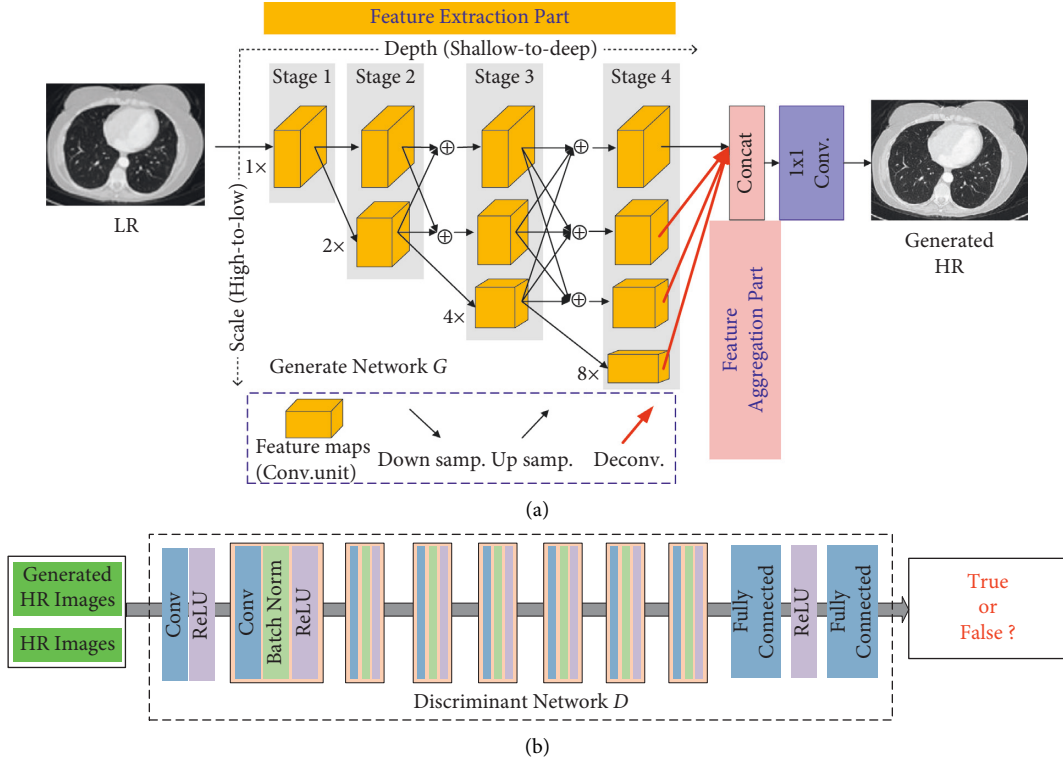 Feature Extraction Part
Depth (Shallow-to-deep)
Stage 1
Stage 2
Stage 3
Stage 4
Scale (High-to-low)
1×
2×
4×
8×
LR
Concat
1x1
Conv.
Generated
HR
Feature
Aggregation Part
Generate Network G
Feature maps
(Conv.unit)
Down samp.
Up samp.
Deconv.
(a)
Generated
HR Images
HR Images
Conv
ReLU
Conv
Batch Norm
ReLU
Fully
Connected
ReLU
Fully
Connected
True
or
False ?
Discriminant Network D
(b)